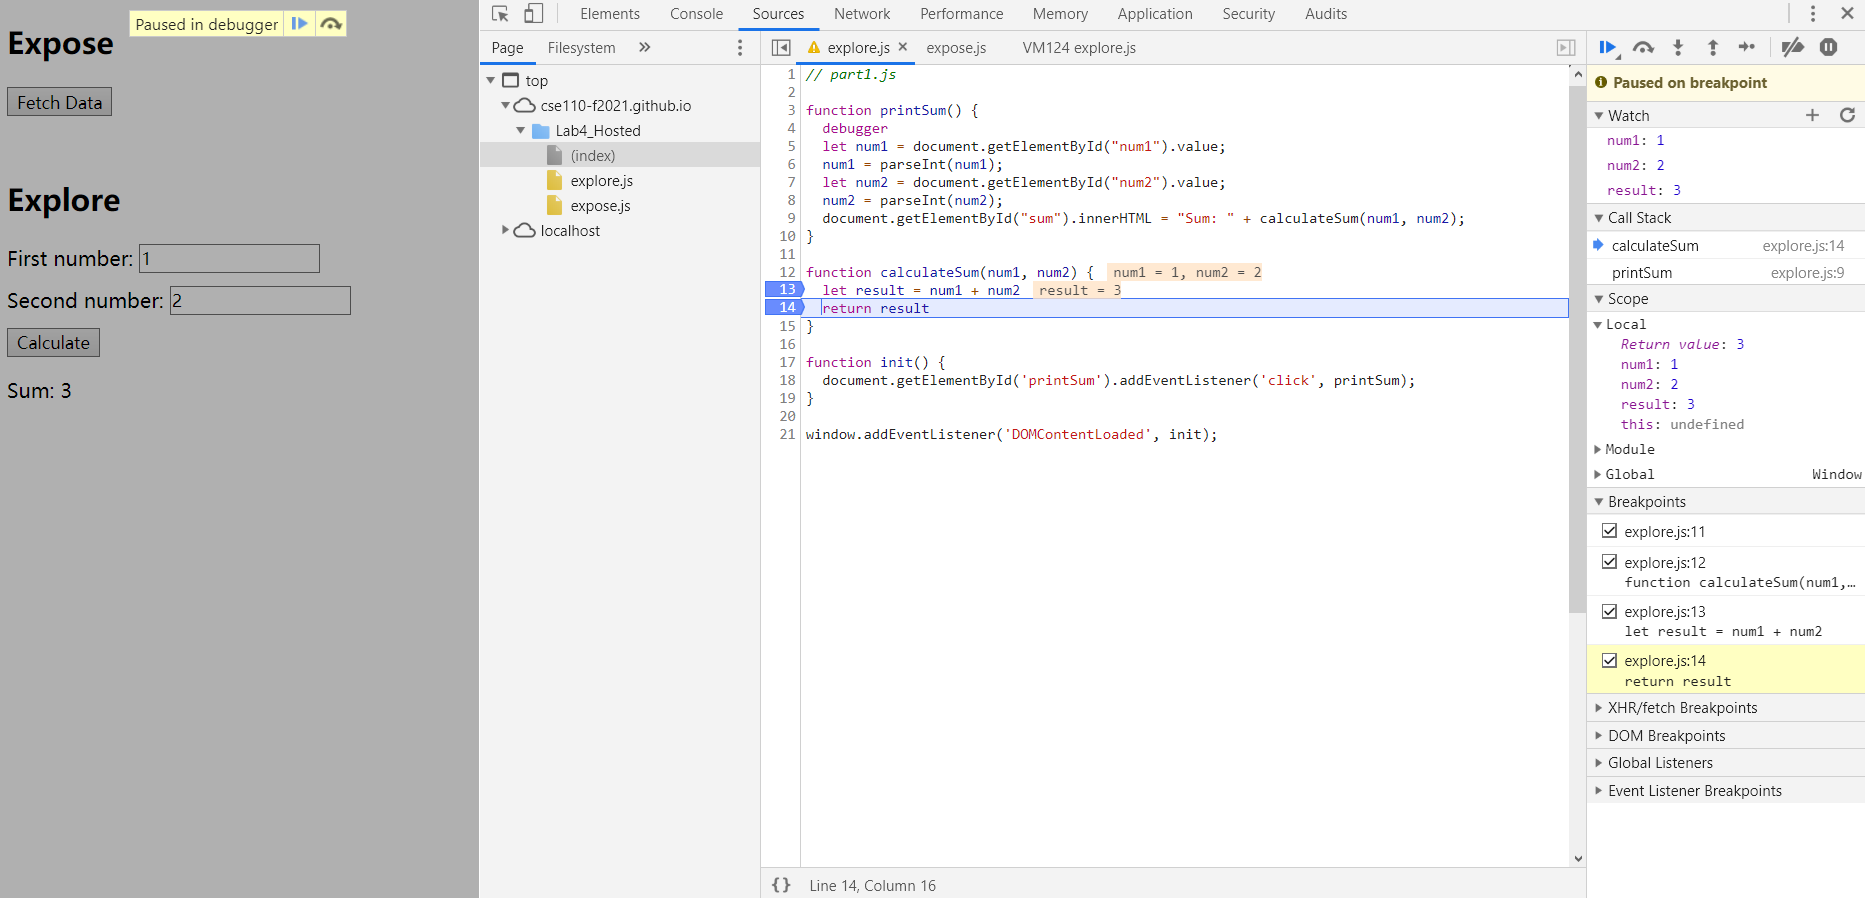 Paused in debugger
Expose
Fetch Data
Explore
First number: 1
Second number: 2
Calculate
Sum: 3
Elements Console Sources Network Performance Memory Application Security Audits
Page Filesystem »
top
cse110-f2021.github.io
Lab4_Hosted
(index)
explore.js
expose.js
localhost
explore.js × expose.js VM124 explore.js
1 // part1.js
2
3 function printSum() {
4 debugger
5 let num1 = document.getElementById("num1").value;
6 num1 = parseInt(num1);
7 let num2 = document.getElementById("num2").value;
8 num2 = parseInt(num2);
9 document.getElementById("sum").innerHTML = "Sum: " + calculateSum(num1, num2);
10 }
11
12 function calculateSum(num1, num2) { num1 = 1, num2 = 2
13 let result = num1 + num2 result = 3
14 return result
15 }
16
17 function init() {
18 document.getElementById('printSum').addEventListener('click', printSum);
19 }
20
21 window.addEventListener('DOMContentLoaded', init);
{} Line 14, Column 16
Paused on breakpoint
Watch
num1: 1
num2: 2
result: 3
Call Stack
calculateSum explore.js:14
printSum explore.js:9
Scope
Local
Return value: 3
num1: 1
num2: 2
result: 3
this: undefined
Module
Global Window
Breakpoints
explore.js:11
explore.js:12
function calculateSum(num1,…
explore.js:13
let result = num1 + num2
explore.js:14
return result
XHR/fetch Breakpoints
DOM Breakpoints
Global Listeners
Event Listener Breakpoints